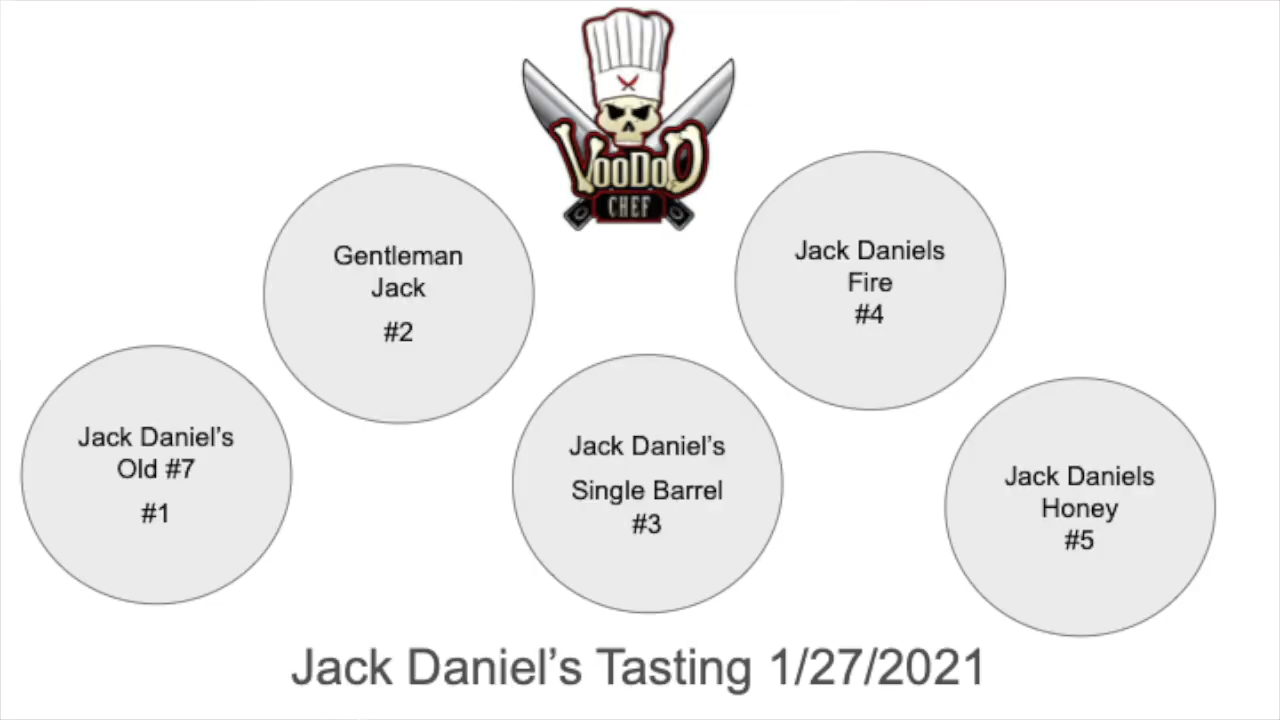 VOODOO
CHEF
Gentleman
Jack
#2
Jack Daniels
Fire
#4
Jack Daniel’s
Old #7
#1
Jack Daniel’s
Single Barrel
#3
Jack Daniels
Honey
#5
Jack Daniel’s Tasting 1/27/2021